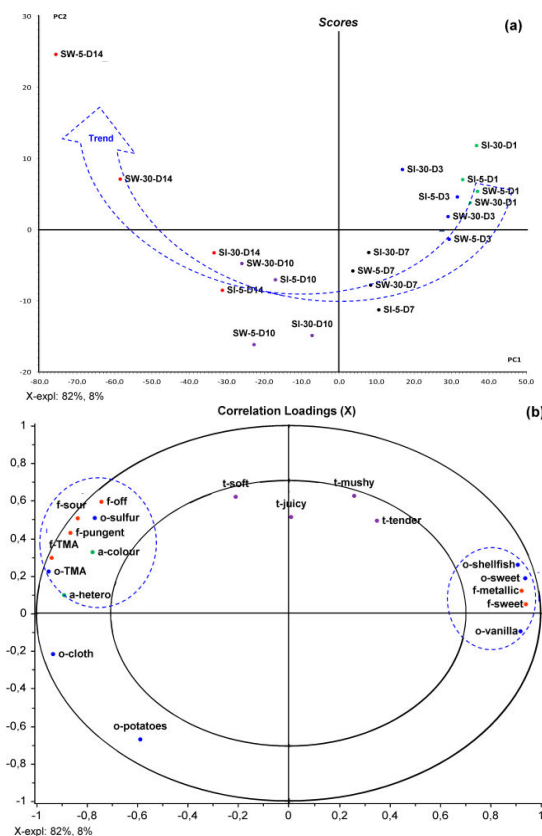 PC2
Scores
(a)
30
20
10
0
-10
-20
-80.0
-70.0
-60.0
-50.0
-40.0
-30.0
-20.0
-10.0
0.0
10.0
20.0
30.0
40.0
50.0
SW-5-D14
Trend
SW-30-D14
SI-30-D1
SI-30-D3
SI-5-D1
SI-5-D3
SW-5-D1
SW-30-D1
SW-30-D3
SW-5-D3
SI-30-D14
SW-30-D10
SI-30-D7
SI-5-D10
SW-5-D7
SI-5-D14
SW-30-D7
SI-5-D7
SW-5-D10
SI-30-D10
PC1
X-expl: 82%, 8%
Correlation Loadings (X)
(b)
1
0,8
0,6
0,4
0,2
0
-0,2
-0,4
-0,6
-0,8
-1
t-soft
t-mushy
f-off
f-sour
o-sulfur
t-juicy
f-pungent
t-tender
f-TMA
a-colour
o-TMA
o-shellfish
o-sweet
a-hetero
f-metallic
f-sweet
o-vanilla
o-cloth
o-potatoes
-1
-0,8
-0,6
-0,4
-0,2
0
0,2
0,4
0,6
0,8
1
X-expl: 82%, 8%